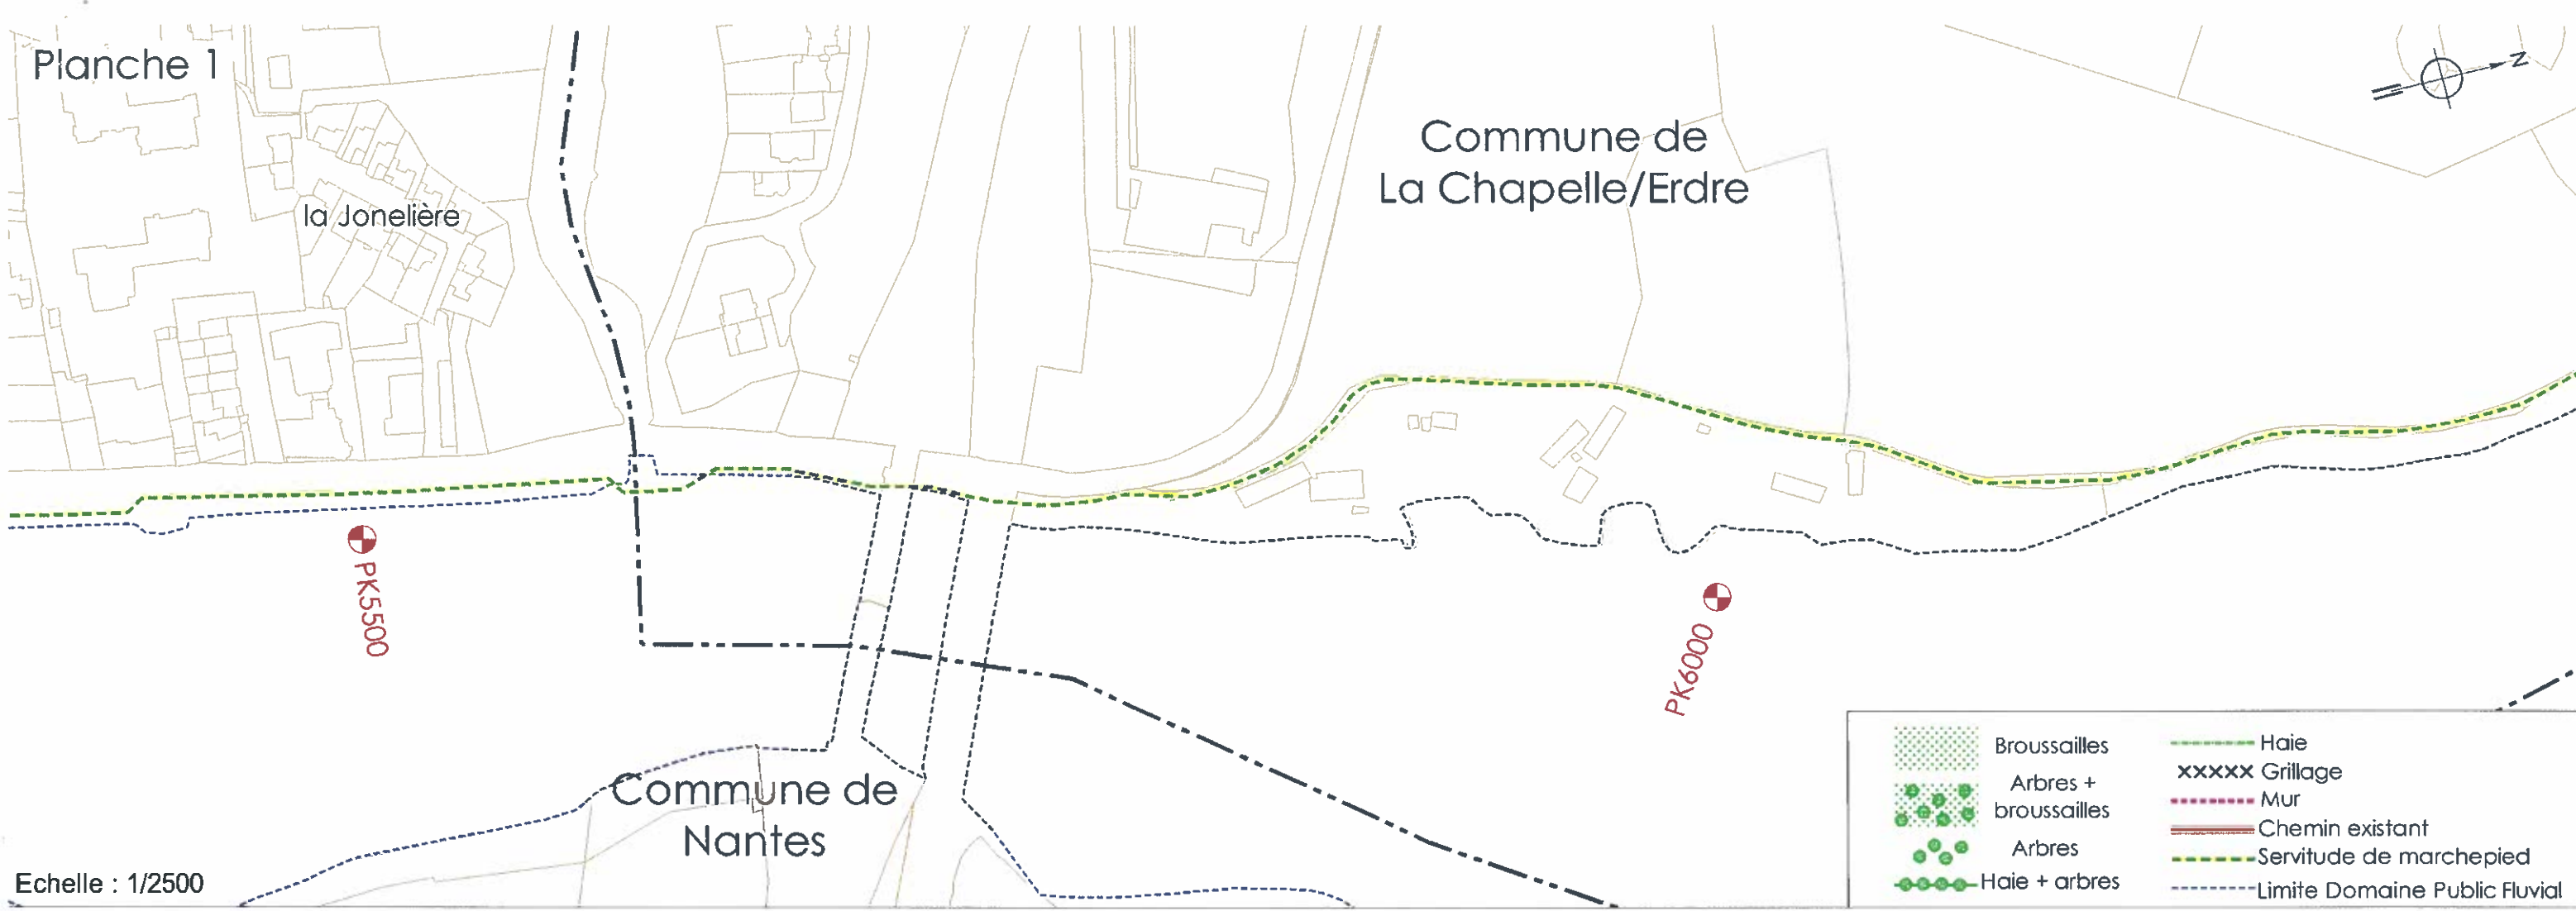 Planche 1
N
Commune de
La Chapelle/Erdre
la Jonelière
PK5500
PK6000
Commune de
Nantes
Echelle : 1/2500
Broussailles
Arbres +
broussailles
Arbres
Haie + arbres
Haie
xxxxx Grillage
Mur
Chemin existant
Servitude de marchepied
Limite Domaine Public Fluvial